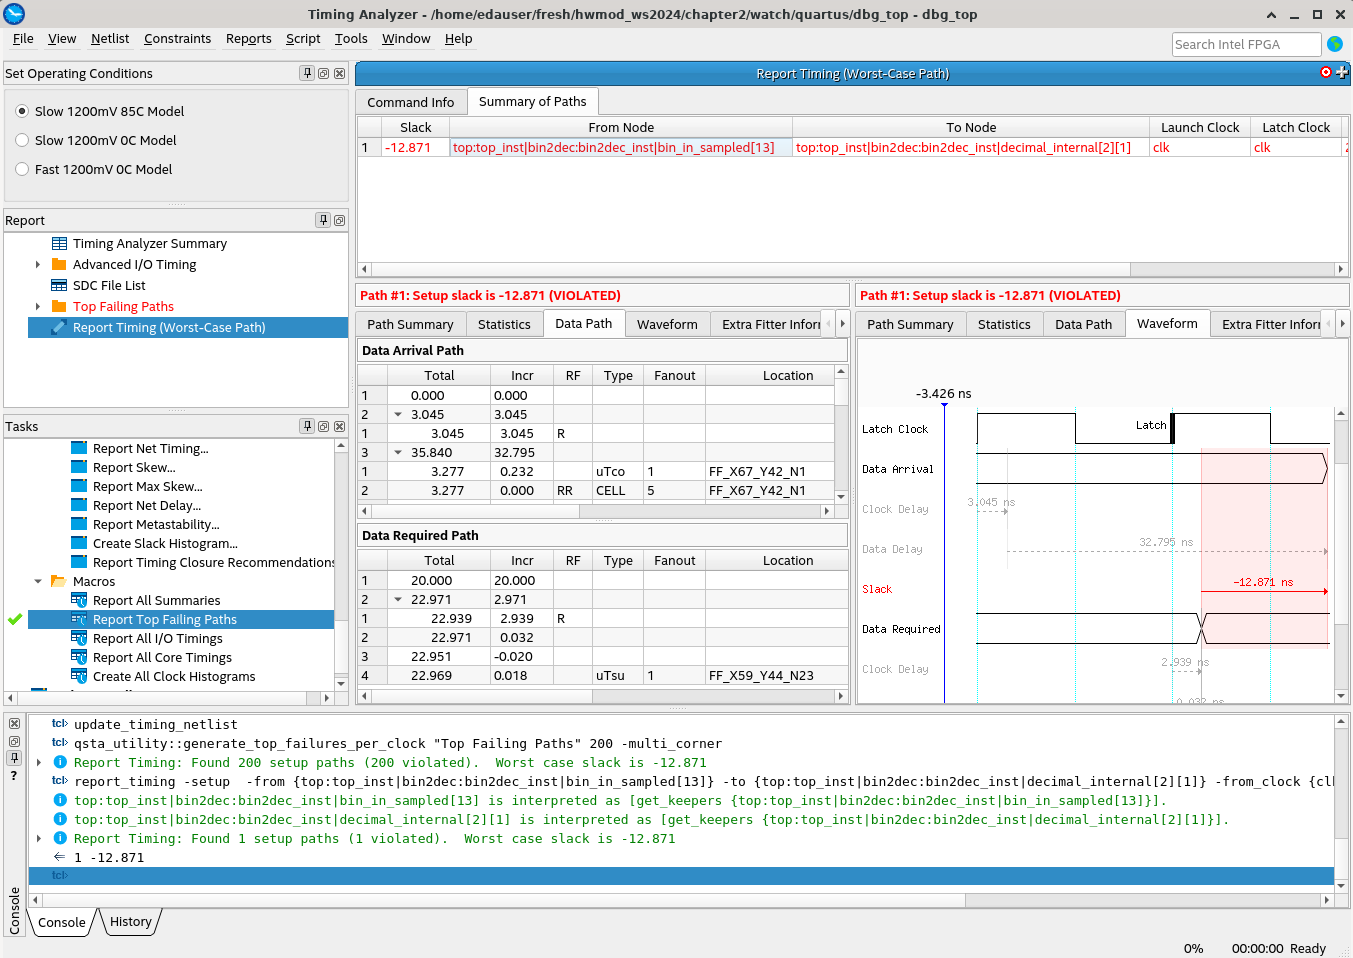 Timing Analyzer - /home/edauser/fresh/hwmod_ws2024/chapter2/watch/quartus/dbg_top - dbg_top
File View Netlist Constraints Reports Script Tools Window Help
Search Intel FPGA
Set Operating Conditions
Slow 1200mV 85C Model
Slow 1200mV 0C Model
Fast 1200mV 0C Model
Report
Timing Analyzer Summary
Advanced I/O Timing
SDC File List
Top Failing Paths
Report Timing (Worst-Case Path)
Tasks
Report Net Timing...
Report Skew...
Report Max Skew...
Report Net Delay...
Report Metastability...
Create Slack Histogram...
Report Timing Closure Recommendations
Macros
Report All Summaries
Report Top Failing Paths
Report All I/O Timings
Report All Core Timings
Create All Clock Histograms
Report Timing (Worst-Case Path)
Command Info Summary of Paths
Slack From Node To Node Launch Clock Latch Clock
1 -12.871 top:top_inst|bin2dec:bin2dec_inst|bin_in_sampled[13] top:top_inst|bin2dec:bin2dec_inst|decimal_internal[2][1] clk clk
Path #1: Setup slack is -12.871 (VIOLATED)
Path Summary Statistics Data Path Waveform Extra Fitter Infor
Data Arrival Path
Total Incr RF Type Fanout Location
1 0.000 0.000
2 3.045 3.045
1 3.045 3.045 R
3 35.840 32.795
1 3.277 0.232 uTco 1 FF_X67_Y42_N1
2 3.277 0.000 RR CELL 5 FF_X67_Y42_N1
Data Required Path
Total Incr RF Type Fanout Location
1 20.000 20.000
2 22.971 2.971
1 22.939 2.939 R
2 22.971 0.032
3 22.951 -0.020
4 22.969 0.018 uTsu 1 FF_X59_Y44_N23
Path #1: Setup slack is -12.871 (VIOLATED)
Path Summary Statistics Data Path Waveform Extra Fitter Infor
-3.426 ns
Latch Clock Latch
Data Arrival
3.045 ns
Clock Delay
32.795 ns
Data Delay
-12.871 ns
Slack
Data Required
2.939 ns
Clock Delay
0.032 ns
tcl> update_timing_netlist
tcl> qsta_utility::generate_top_failures_per_clock "Top Failing Paths" 200 -multi_corner
Report Timing: Found 200 setup paths (200 violated).  Worst case slack is -12.871
tcl> report_timing -setup  -from {top:top_inst|bin2dec:bin2dec_inst|bin_in_sampled[13]} -to {top:top_inst|bin2dec:bin2dec_inst|decimal_internal[2][1]} -from_clock {cl
top:top_inst|bin2dec:bin2dec_inst|bin_in_sampled[13] is interpreted as [get_keepers {top:top_inst|bin2dec:bin2dec_inst|bin_in_sampled[13]}].
top:top_inst|bin2dec:bin2dec_inst|decimal_internal[2][1] is interpreted as [get_keepers {top:top_inst|bin2dec:bin2dec_inst|decimal_internal[2][1]}].
Report Timing: Found 1 setup paths (1 violated).  Worst case slack is -12.871
1 -12.871
tcl>
Console
Console History
0% 00:00:00 Ready